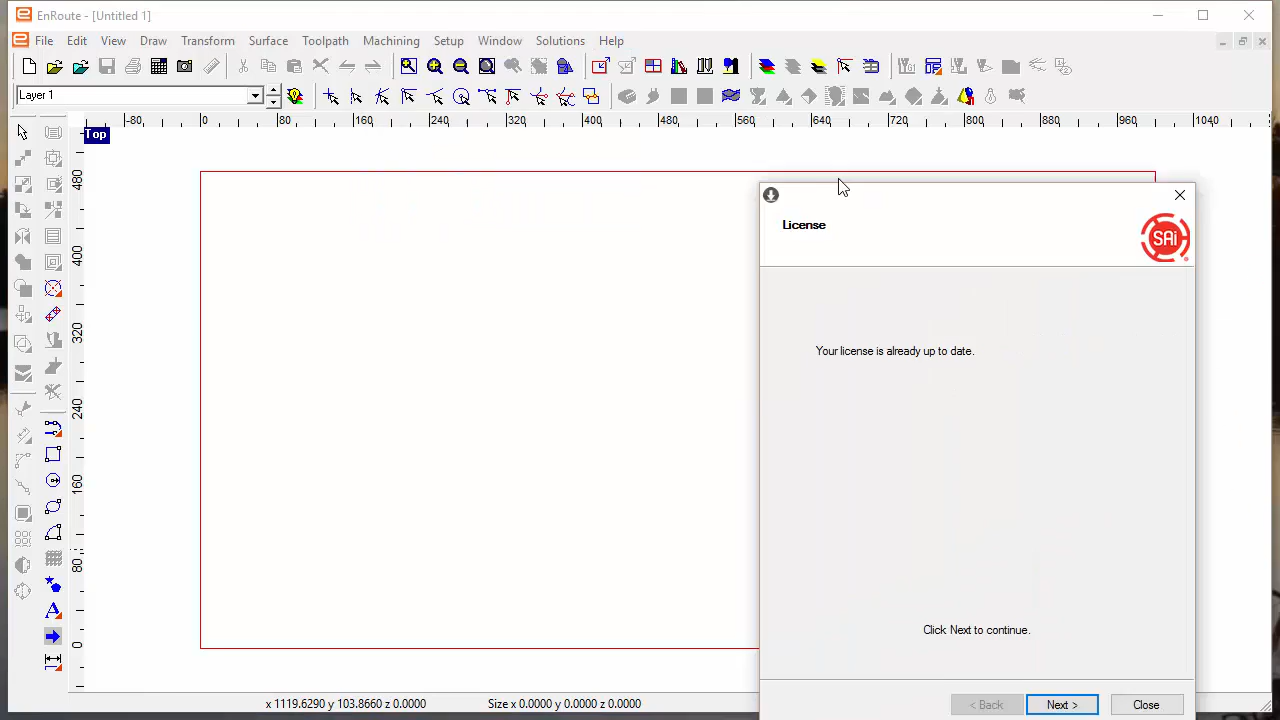 EnRoute - [Untitled 1]
File Edit View Draw Transform Surface Toolpath Machining Setup Window Solutions Help
Layer 1
-80 0 80 160 240 320 400 480 560 640 720 800 880 960 1040
Top
480
400
320
240
160
80
0
License
SAi
Your license is already up to date.
Click Next to continue.
< Back Next > Close
x 1119.6290 y 103.8660 z 0.0000 Size x 0.0000 y 0.0000 z 0.0000